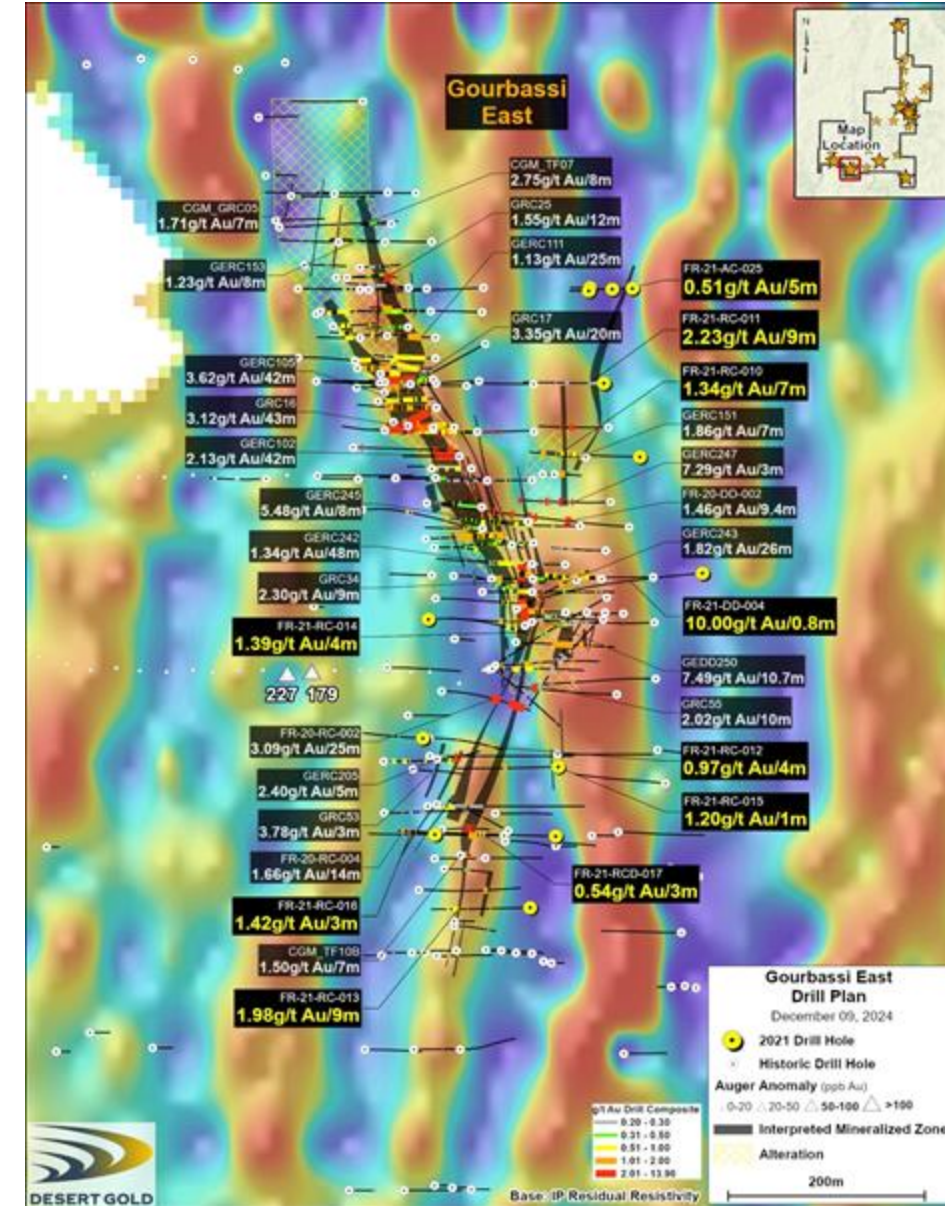 Gourbassi
East
Map
Location
CGM_TF07
2.75g/t Au/8m
CGM_GRC05
1.71g/t Au/7m
GRC25
1.55g/t Au/12m
GERC111
1.13g/t Au/25m
GERC153
1.23g/t Au/8m
FR-21-AC-025
0.51g/t Au/5m
GRC17
3.35g/t Au/20m
FR-21-RC-011
2.23g/t Au/9m
GERC105
3.62g/t Au/42m
FR-21-RC-010
1.34g/t Au/7m
GRC16
3.12g/t Au/43m
GERC151
1.86g/t Au/7m
GERC102
2.13g/t Au/42m
GERC247
7.29g/t Au/3m
GERC245
5.48g/t Au/8m
FR-20-DD-002
1.46g/t Au/9.4m
GERC242
1.34g/t Au/48m
GERC243
1.82g/t Au/26m
GRC34
2.30g/t Au/9m
FR-21-DD-004
10.00g/t Au/0.8m
FR-21-RC-014
1.39g/t Au/4m
GEDD250
7.49g/t Au/10.7m
227 179
GRC55
2.02g/t Au/10m
FR-20-RC-002
3.09g/t Au/25m
FR-21-RC-012
0.97g/t Au/4m
GERC205
2.40g/t Au/5m
FR-21-RC-015
1.20g/t Au/1m
GRC53
3.78g/t Au/3m
FR-20-RC-004
1.66g/t Au/14m
FR-21-RCD-017
0.54g/t Au/3m
FR-21-RC-016
1.42g/t Au/3m
CGM_TF10B
1.50g/t Au/7m
FR-21-RC-013
1.98g/t Au/9m
Gourbassi East
Drill Plan
December 09, 2024
2021 Drill Hole
Historic Drill Hole
Auger Anomaly (ppb Au)
0-20 20-50 50-100 >100
Interpreted Mineralized Zone
Alteration
200m
g/t Au Drill Composite
0.20 - 0.30
0.31 - 0.50
0.51 - 1.00
1.01 - 2.00
2.01 - 13.90
Base: IP Residual Resistivity
DESERT GOLD